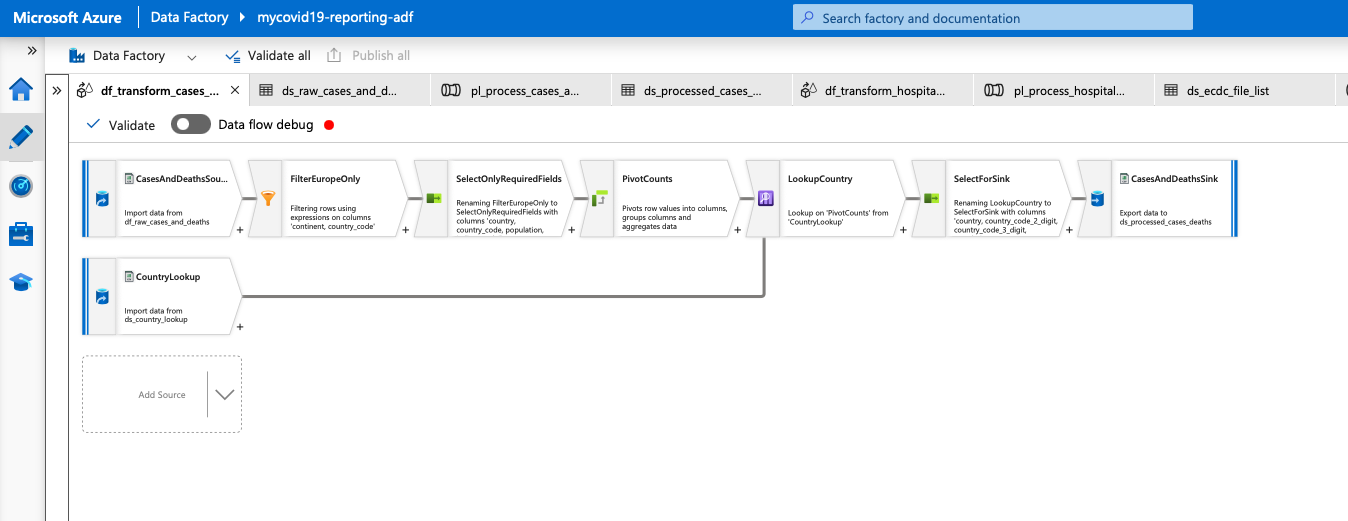 Microsoft Azure
Data Factory
mycovid19-reporting-adf
Search factory and documentation
Data Factory
Validate all
Publish all
df_transform_cases_...
ds_raw_cases_and_d...
pl_process_cases_a...
ds_processed_cases_...
df_transform_hospita...
pl_process_hospital...
ds_ecdc_file_list
Validate
Data flow debug
CasesAndDeathsSou...
Import data from
df_raw_cases_and_deaths
+
FilterEuropeOnly
Filtering rows using
expressions on columns
'continent, country_code'
+
SelectOnlyRequiredFields
Renaming FilterEuropeOnly to
SelectOnlyRequiredFields with
columns 'country,
country_code, population,
+
PivotCounts
Pivots row values into columns,
groups columns and
aggregates data
+
LookupCountry
Lookup on 'PivotCounts' from
'CountryLookup'
+
SelectForSink
Renaming LookupCountry to
SelectForSink with columns
'country, country_code_2_digit,
country_code_3_digit,
+
CasesAndDeathsSink
Export data to
ds_processed_cases_deaths
CountryLookup
Import data from
ds_country_lookup
+
Add Source